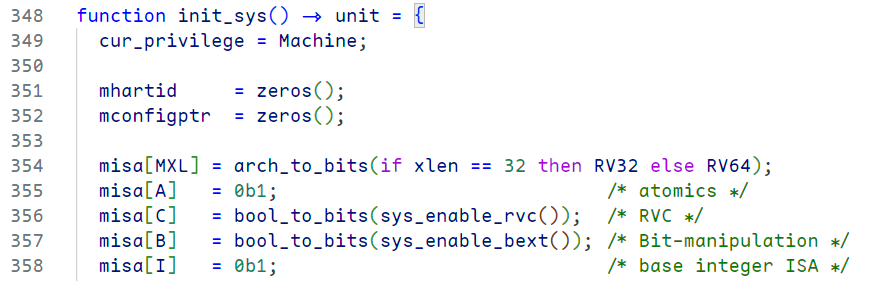 348 function init_sys() -> unit = {
349   cur_privilege = Machine;
350
351   mhartid     = zeros();
352   mconfigptr  = zeros();
353
354   misa[MXL] = arch_to_bits(if xlen == 32 then RV32 else RV64);
355   misa[A]   = 0b1;                              /* atomics */
356   misa[C]   = bool_to_bits(sys_enable_rvc());  /* RVC */
357   misa[B]   = bool_to_bits(sys_enable_bext()); /* Bit-manipulation */
358   misa[I]   = 0b1;                              /* base integer ISA */